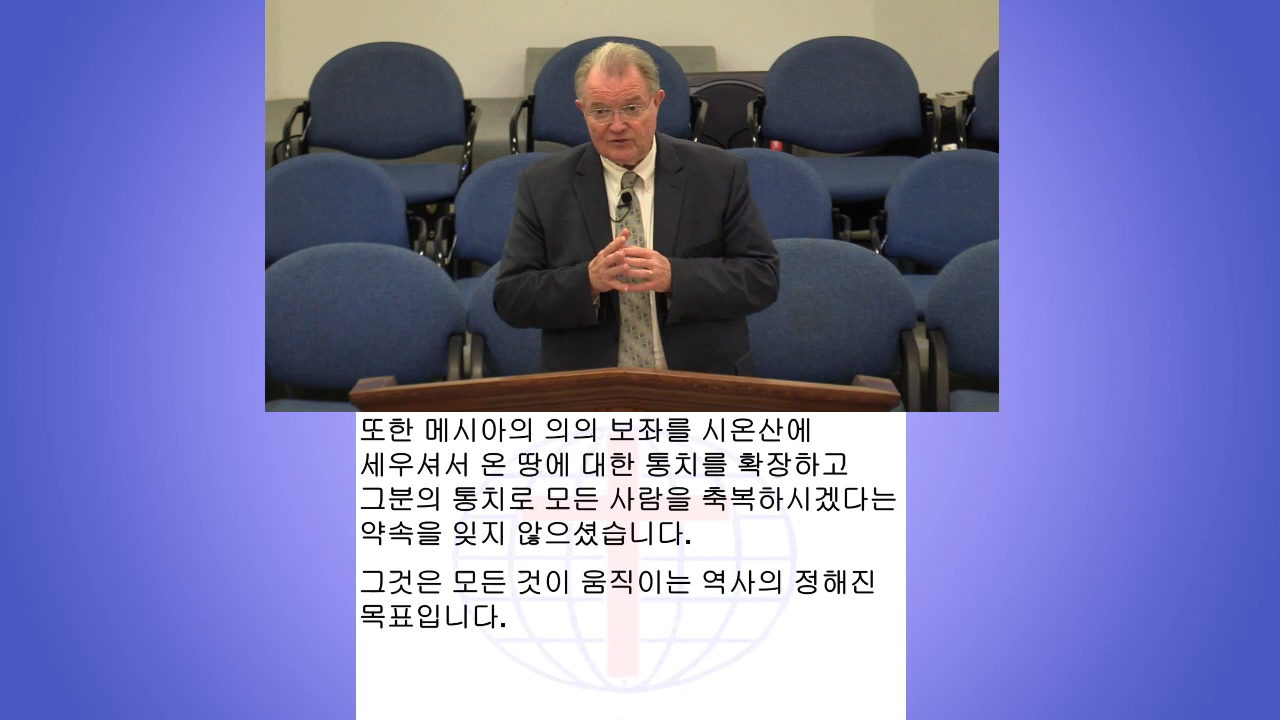 또한 메시아의 의의 보좌를 시온산에
세우셔서 온 땅에 대한 통치를 확장하고
그분의 통치로 모든 사람을 축복하시겠다는
약속을 잊지 않으셨습니다.
그것은 모든 것이 움직이는 역사의 정해진
목표입니다.